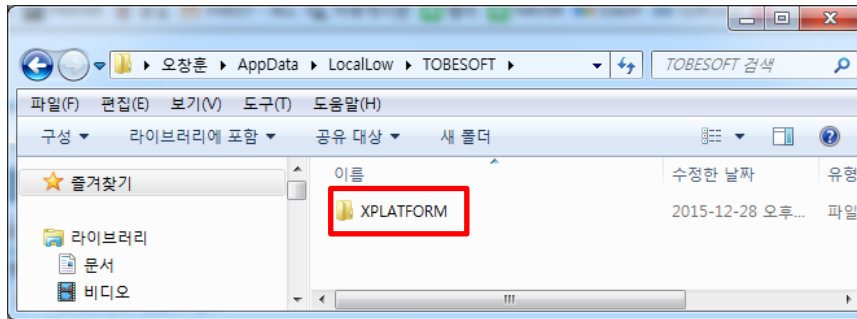 오창훈 ▸ AppData ▸ LocalLow ▸ TOBESOFT ▸ TOBESOFT 검색
파일(F) 편집(E) 보기(V) 도구(T) 도움말(H)
구성 ▼ 라이브러리에 포함 ▼ 공유 대상 ▼ 새 폴더
즐겨찾기
라이브러리
문서
비디오
이름 수정한 날짜 유형
XPLATFORM 2015-12-28 오후... 파일